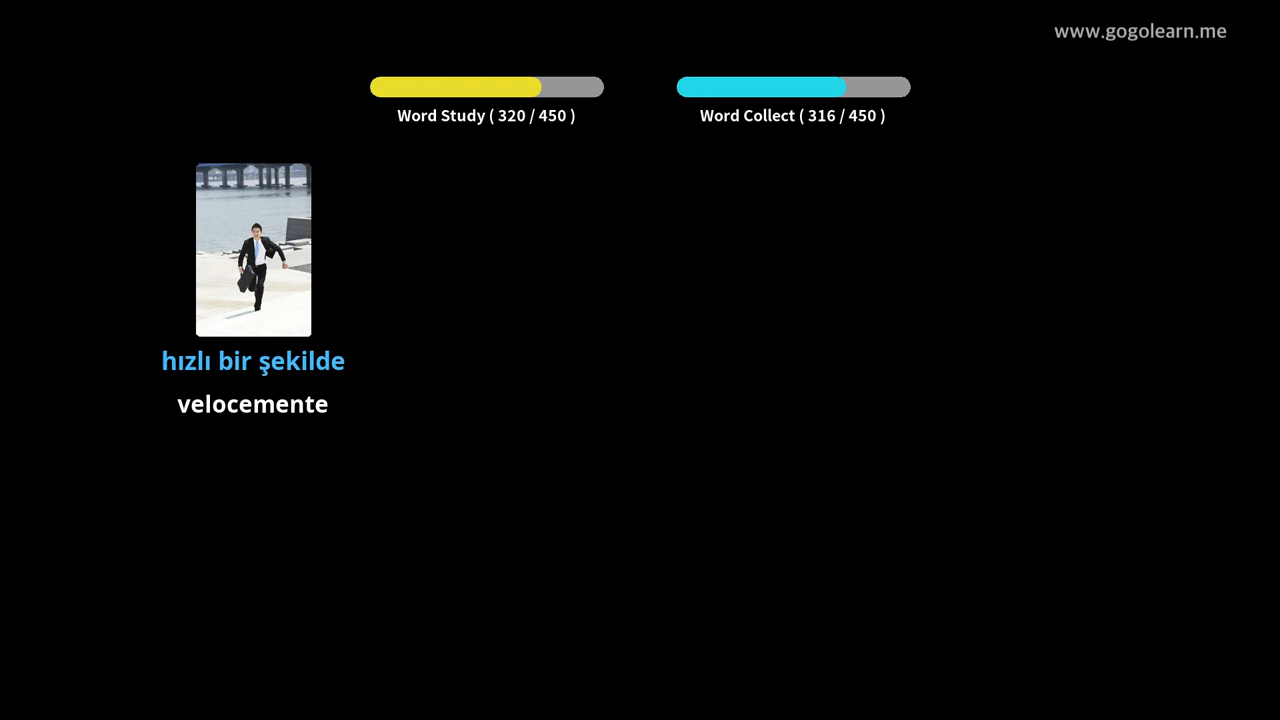 www.gogolearn.me
Word Study ( 320 / 450 )
Word Collect ( 316 / 450 )
hızlı bir şekilde
velocemente